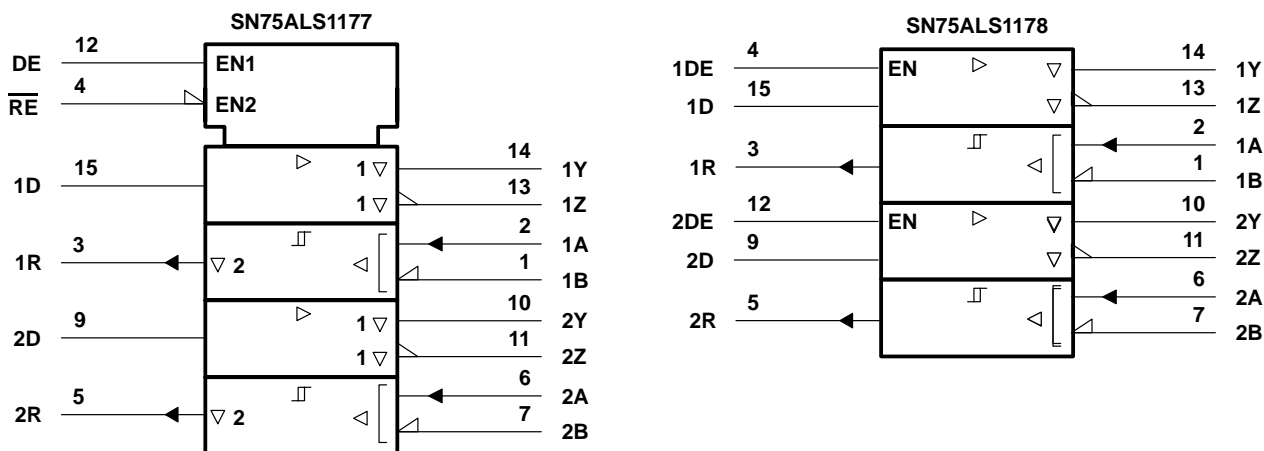 SN75ALS1177
12
DE
EN1
4
RE
EN2
15
1D
14
1 1Y
13
1 1Z
2
1A
3
1R
2
1
1B
9
2D
10
1 2Y
11
1 2Z
6
2A
5
2R
2
7
2B
SN75ALS1178
4
1DE
EN
14
1Y
15
1D
13
1Z
2
1A
3
1R
1
1B
12
2DE
EN
10
2Y
9
2D
11
2Z
6
2A
5
2R
7
2B